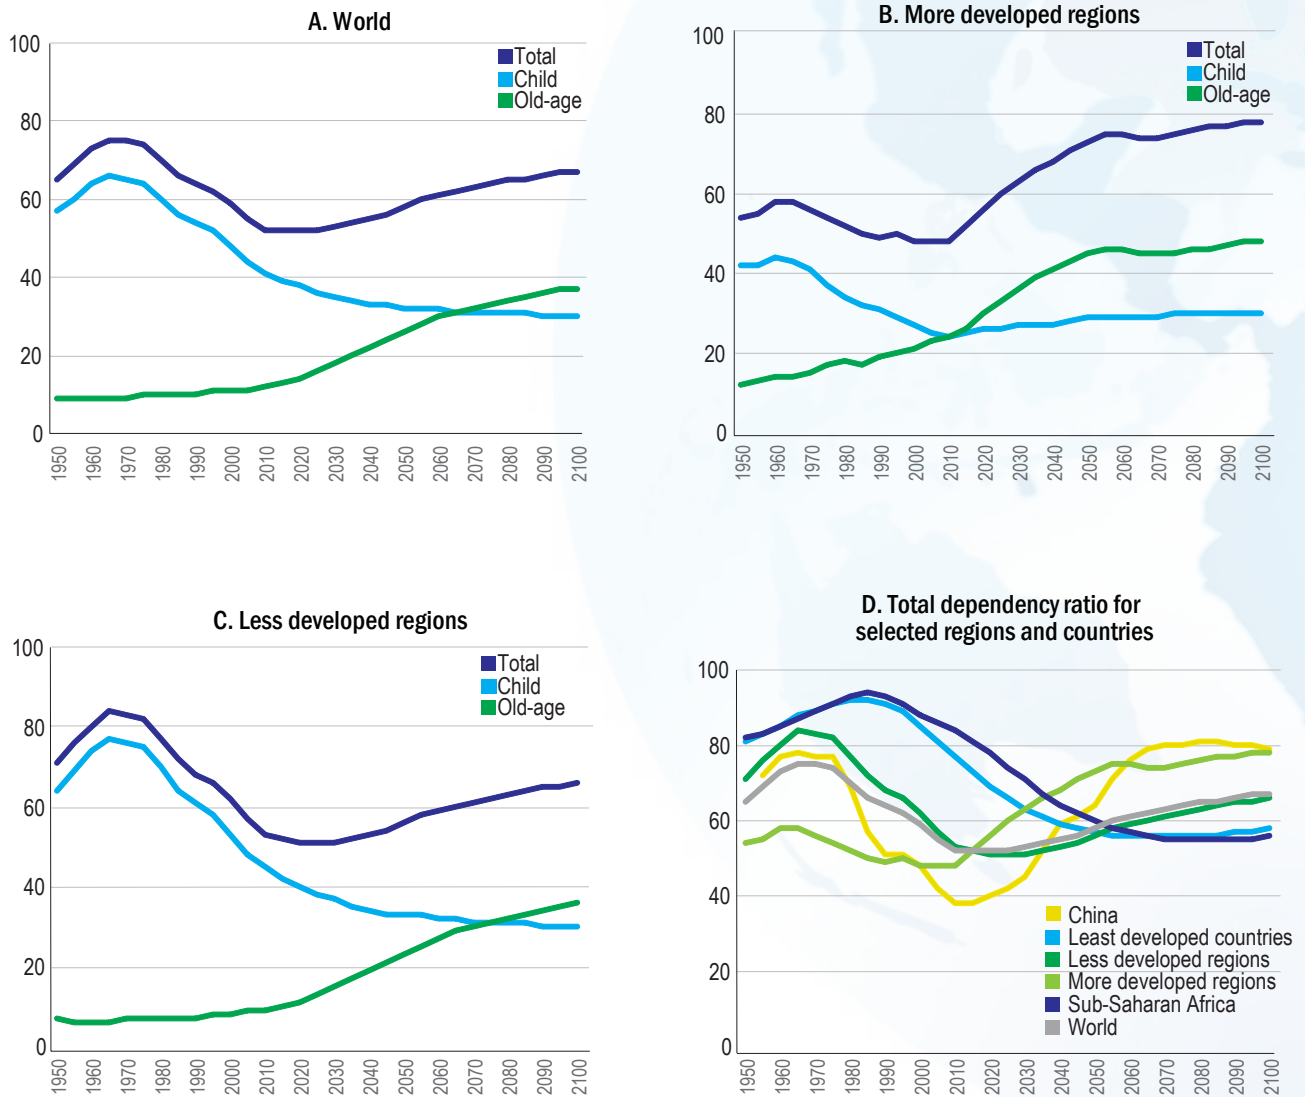 A. World
100
80
60
40
20
0
Total
Child
Old-age
1950 1960 1970 1980 1990 2000 2010 2020 2030 2040 2050 2060 2070 2080 2090 2100
B. More developed regions
100
80
60
40
20
0
Total
Child
Old-age
1950 1960 1970 1980 1990 2000 2010 2020 2030 2040 2050 2060 2070 2080 2090 2100
C. Less developed regions
100
80
60
40
20
0
Total
Child
Old-age
1950 1960 1970 1980 1990 2000 2010 2020 2030 2040 2050 2060 2070 2080 2090 2100
D. Total dependency ratio for
selected regions and countries
100
80
60
40
20
0
China
Least developed countries
Less developed regions
More developed regions
Sub-Saharan Africa
World
1950 1960 1970 1980 1990 2000 2010 2020 2030 2040 2050 2060 2070 2080 2090 2100